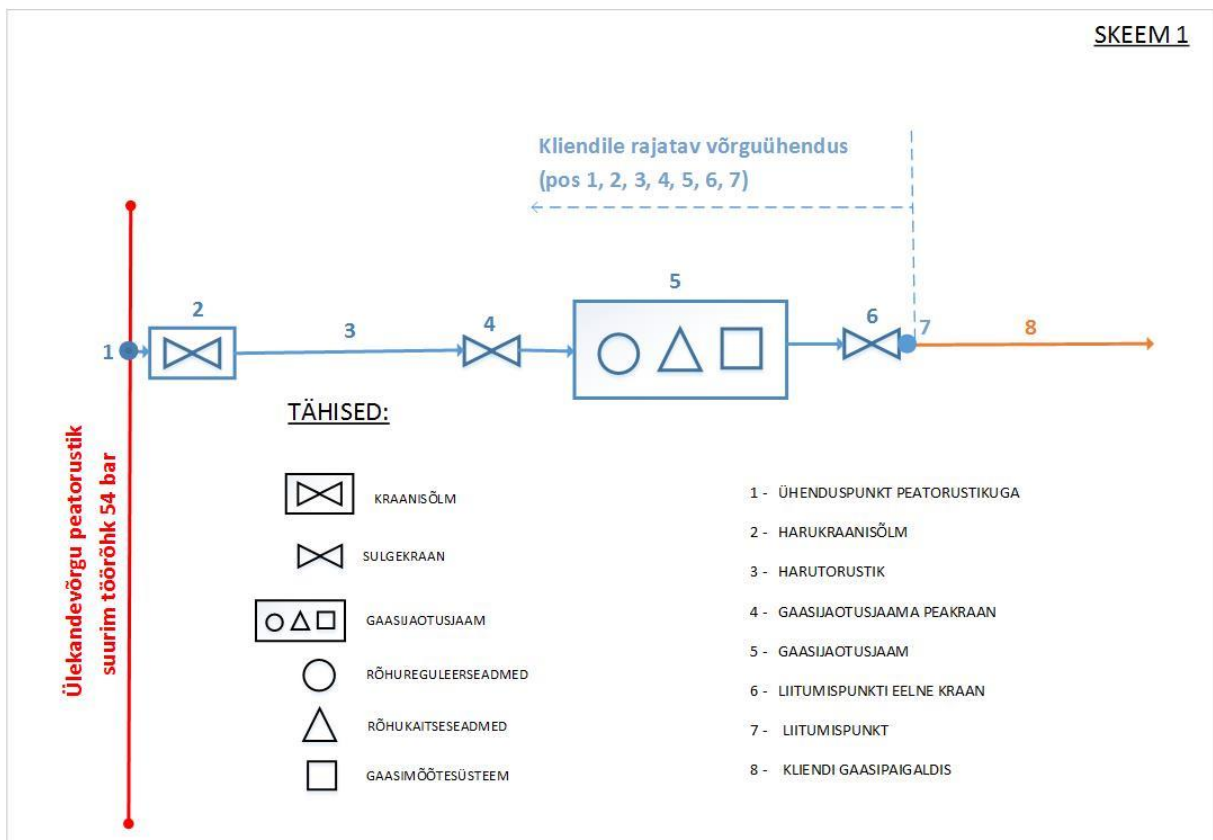 SKEEM 1
Kliendile rajatav võrguühendus
(pos 1, 2, 3, 4, 5, 6, 7)
1
2
3
4
5
6
7
8
Ülekandevõrgu peatorustik
suurim töörõhk 54 bar
TÄHISED:
KRAANISÕLM
SULGEKRAAN
GAASIJAOTUSJAAM
RÕHUREGULEERSEADMED
RÕHUKAITSESEADMED
GAASIMÕÕTESÜSTEEM
1 - ÜHENDUSPUNKT PEATORUSTIKUGA
2 - HARUKRAANISÕLM
3 - HARUTORUSTIK
4 - GAASIJAOTUSJAAMA PEAKRAAN
5 - GAASIJAOTUSJAAM
6 - LIITUMISPUNKTI EELNE KRAAN
7 - LIITUMISPUNKT
8 - KLIENDI GAASIPAIGALDIS